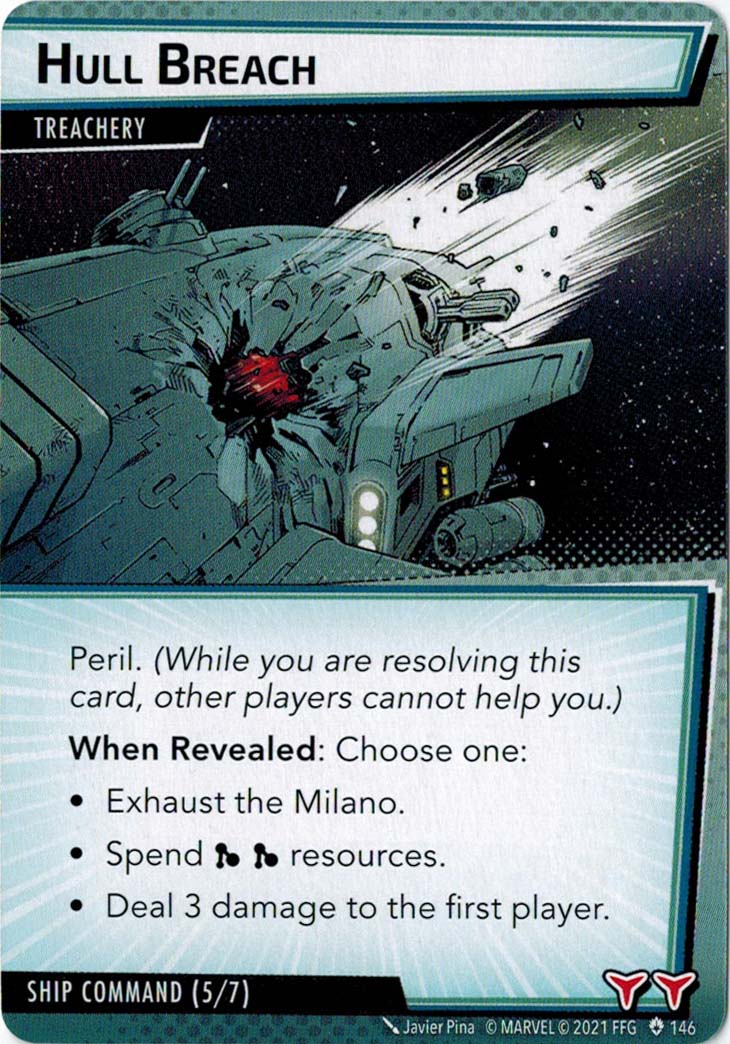 HULL BREACH
TREACHERY
Peril. (While you are resolving this
card, other players cannot help you.)
When Revealed: Choose one:
• Exhaust the Milano.
• Spend resources.
• Deal 3 damage to the first player.
SHIP COMMAND (5/7)
Javier Pina © MARVEL © 2021 FFG 146